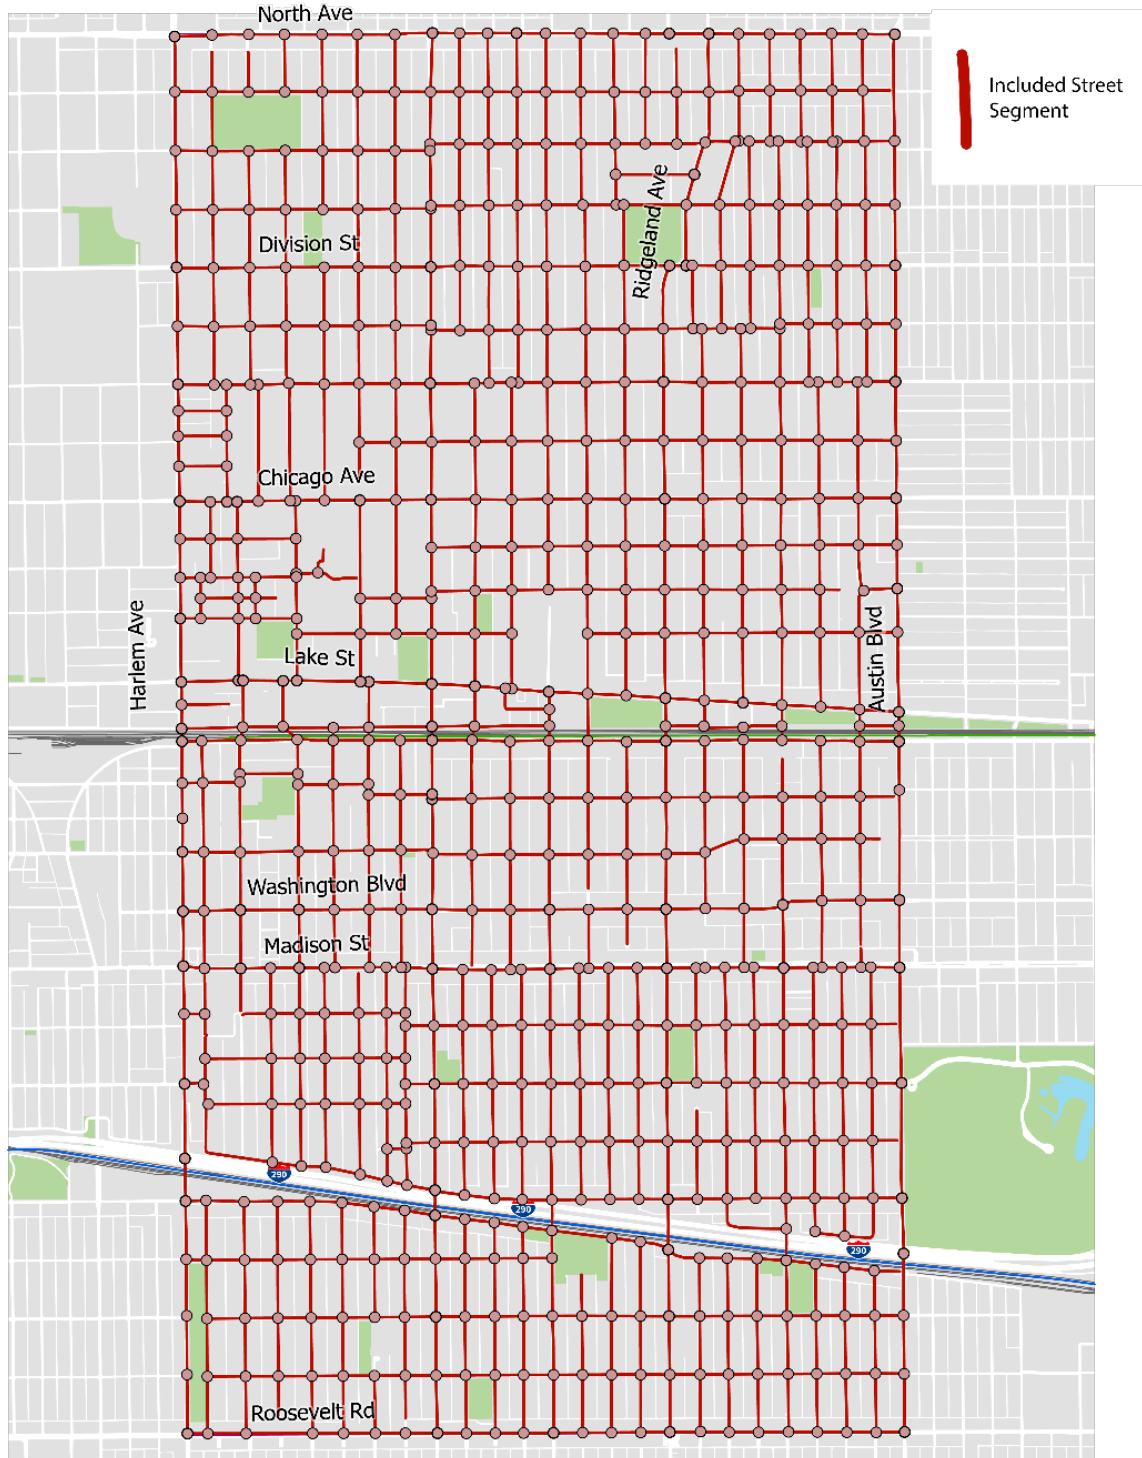 North Ave
Included Street
Segment
Ridgeland Ave
Division St
Chicago Ave
Harlem Ave
Austin Blvd
Lake St
Washington Blvd
Madison St
290
290
290
Roosevelt Rd